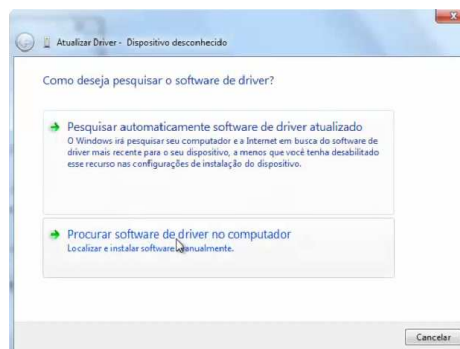 Atualizar Driver - Dispositivo desconhecido
Como deseja pesquisar o software de driver?
Pesquisar automaticamente software de driver atualizado
O Windows irá pesquisar seu computador e a Internet em busca do software de
driver mais recente para o seu dispositivo, a menos que você tenha desabilitado
esse recurso nas configurações de instalação do dispositivo.
Procurar software de driver no computador
Localizar e instalar software manualmente.
Cancelar